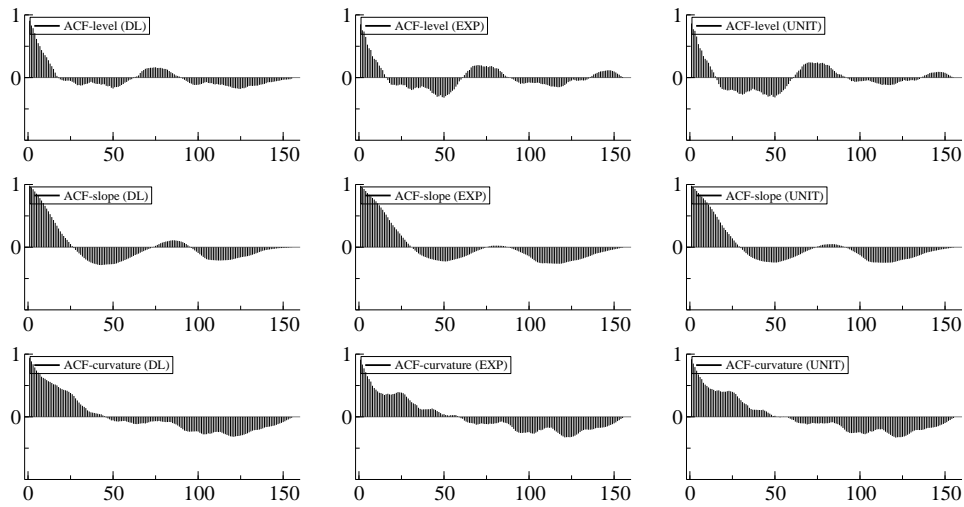 1 ACF-level (DL) 1 ACF-level (EXP) 1 ACF-level (UNIT)
0 0 0
0 50 100 150 0 50 100 150 0 50 100 150
1 ACF-slope (DL) 1 ACF-slope (EXP) 1 ACF-slope (UNIT)
0 0 0
0 50 100 150 0 50 100 150 0 50 100 150
1 ACF-curvature (DL) 1 ACF-curvature (EXP) 1 ACF-curvature (UNIT)
0 0 0
0 50 100 150 0 50 100 150 0 50 100 150